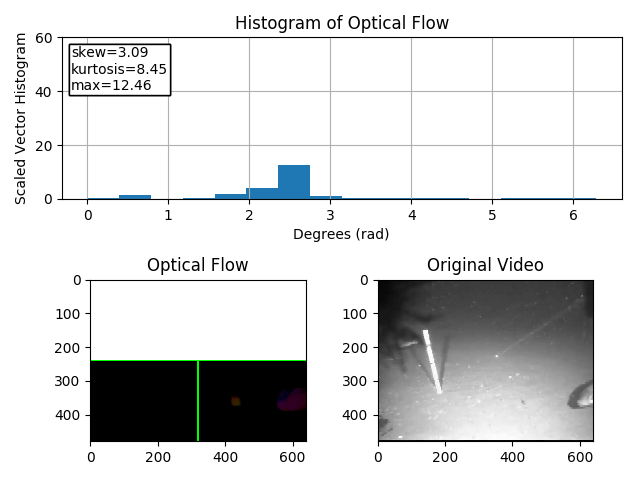 Histogram of Optical Flow
Scaled Vector Histogram
60
40
20
0
skew=3.09
kurtosis=8.45
max=12.46
0 1 2 3 4 5 6
Degrees (rad)
Optical Flow
0
100
200
300
400
0 200 400 600
Original Video
0
100
200
300
400
0 200 400 600